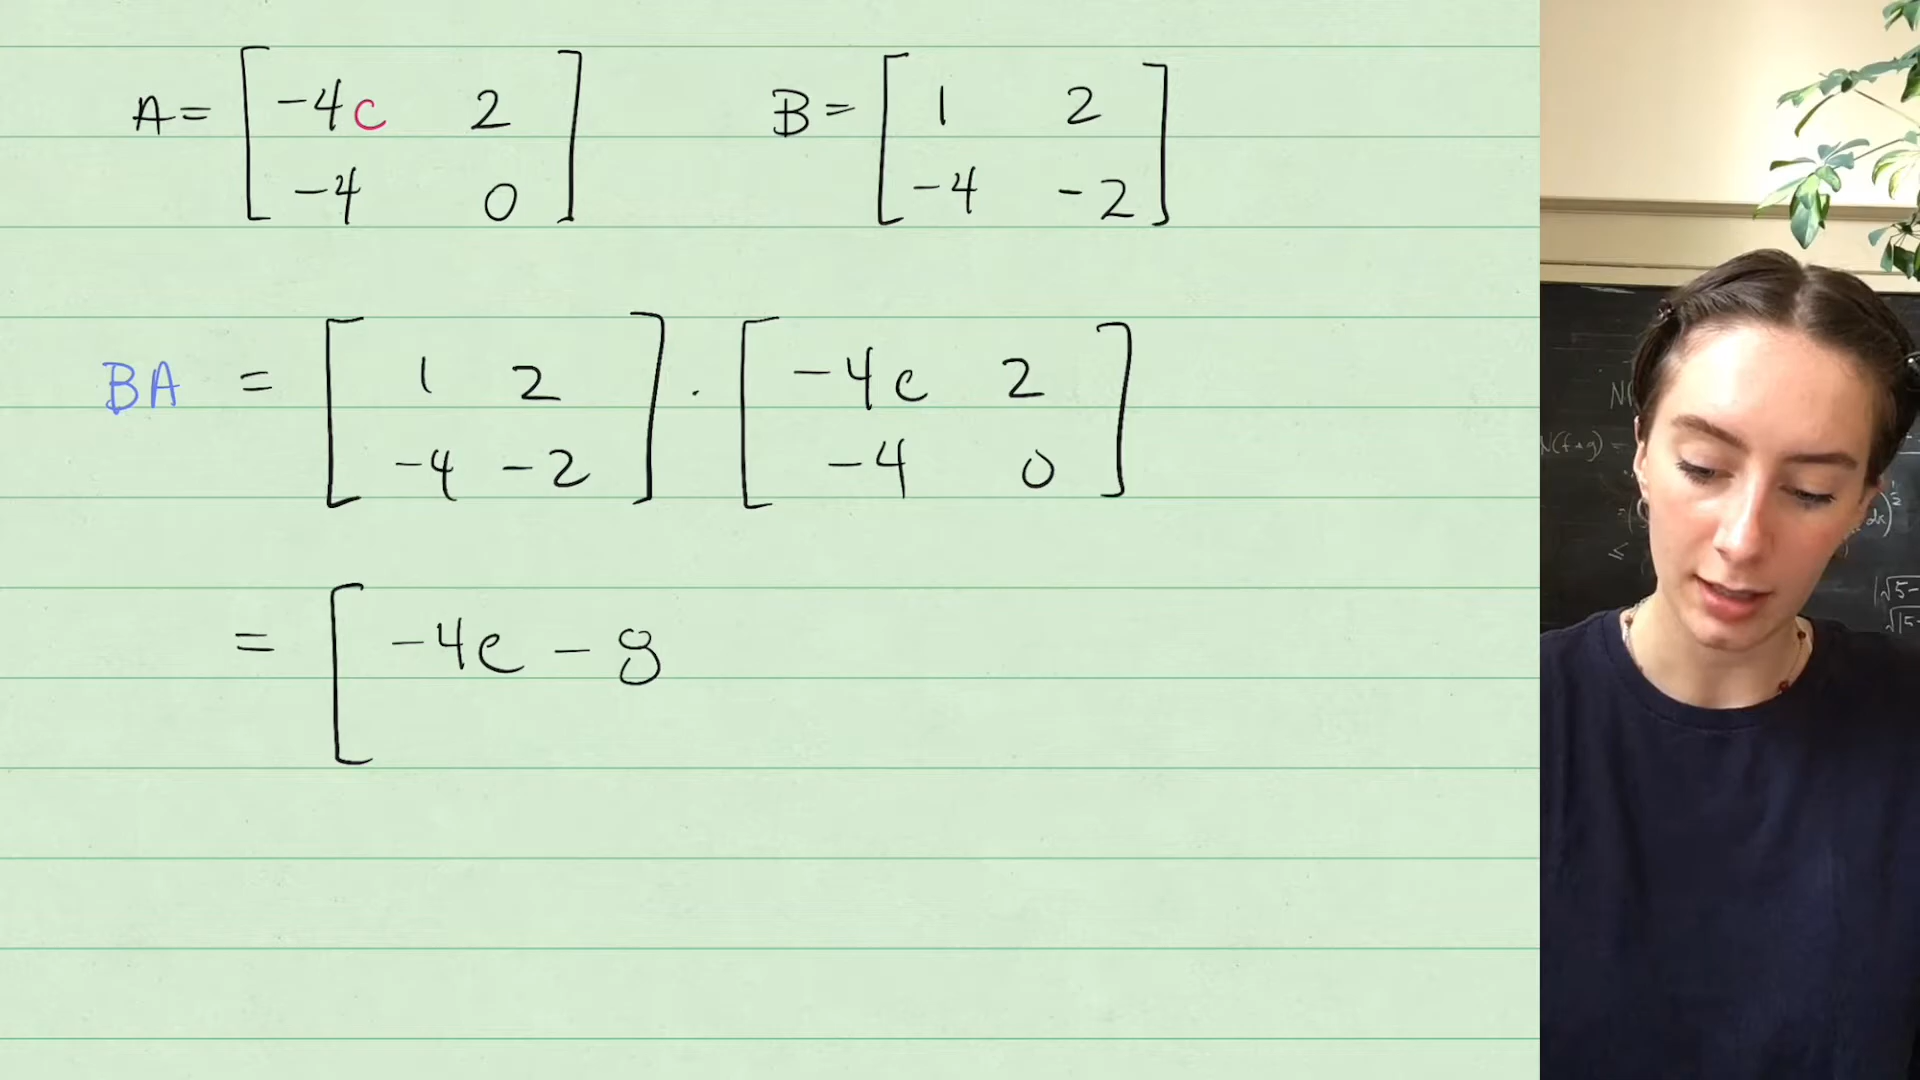 A = [ -4c 2
-4 0 ] B = [ 1 2
-4 -2 ]
BA = [ 1 2
-4 -2 ] · [ -4c 2
-4 0 ]
= [ -4c - 8
N(f+g) =